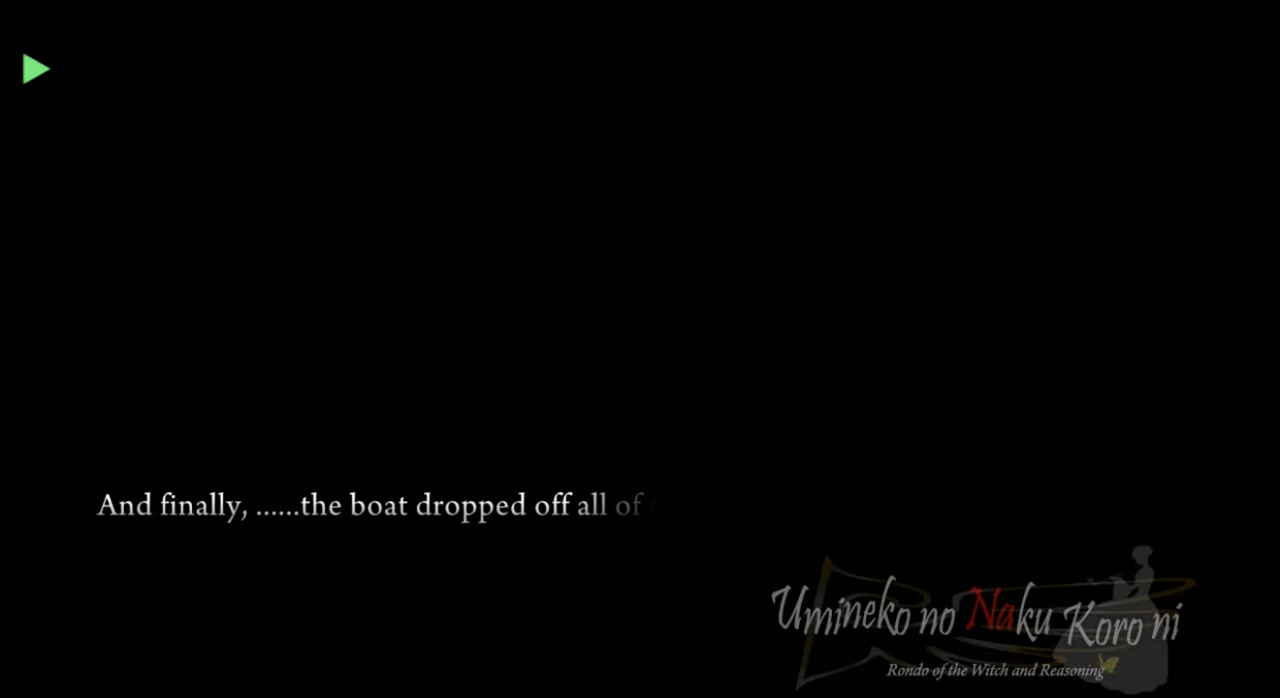 And finally, ......the boat dropped off all of
Umineko no Naku Koro ni
Rondo of the Witch and Reasoning